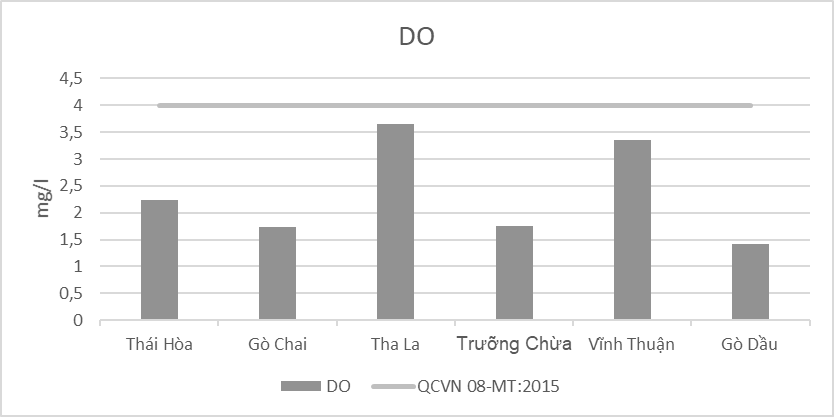 DO
4,5
4
3,5
3
2,5
2
1,5
1
0,5
0
mg/l
Thái Hòa Gò Chai Tha La Trưỡng Chừa Vĩnh Thuận Gò Dầu
DO QCVN 08-MT:2015